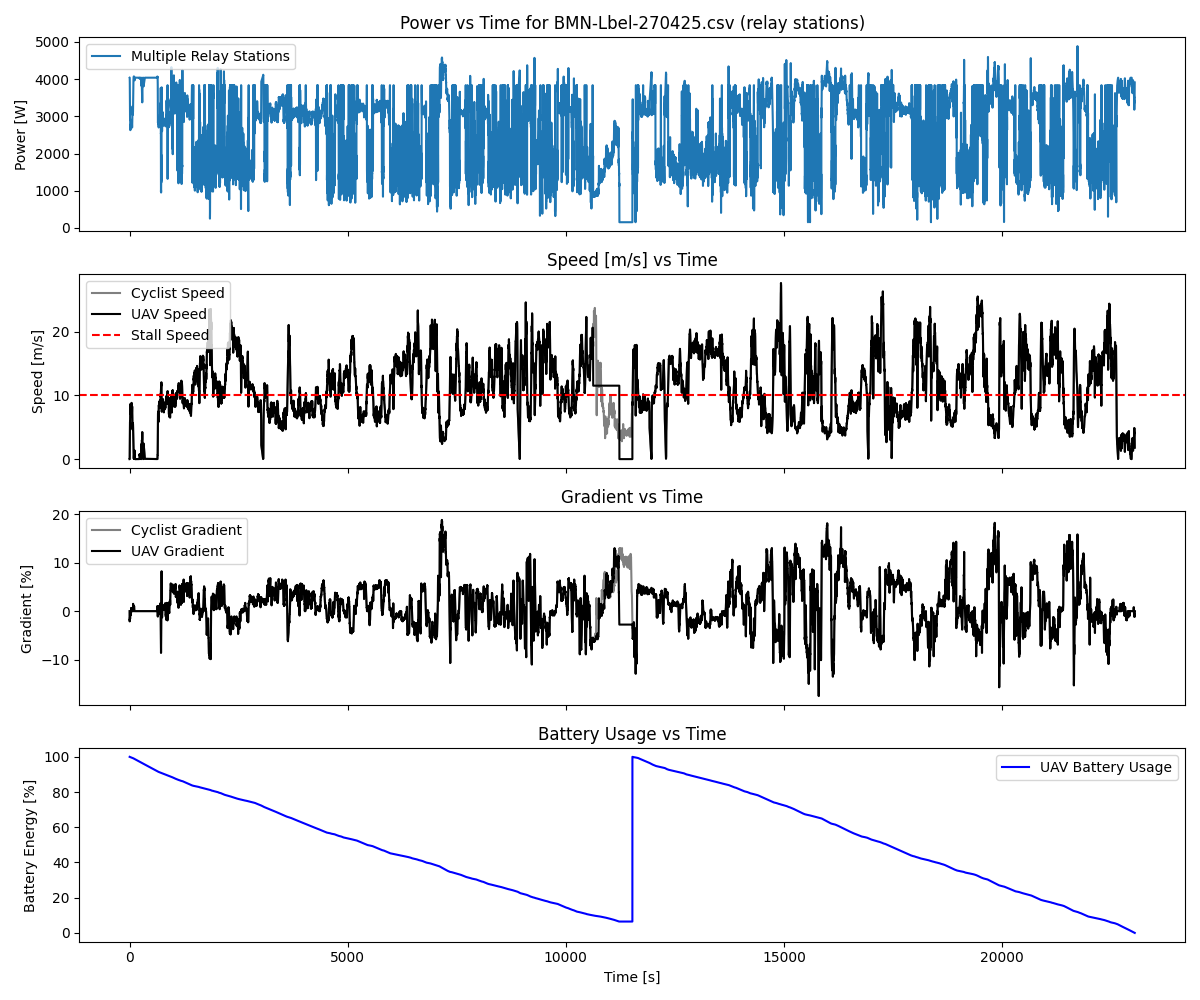 Power vs Time for BMN-Lbel-270425.csv (relay stations)
5000
4000
3000
2000
1000
0
Power [W]
Multiple Relay Stations
Speed [m/s] vs Time
20
10
0
Speed [m/s]
Cyclist Speed
UAV Speed
Stall Speed
Gradient vs Time
20
10
0
−10
Gradient [%]
Cyclist Gradient
UAV Gradient
Battery Usage vs Time
100
80
60
40
20
0
Battery Energy [%]
UAV Battery Usage
0 5000 10000 15000 20000
Time [s]